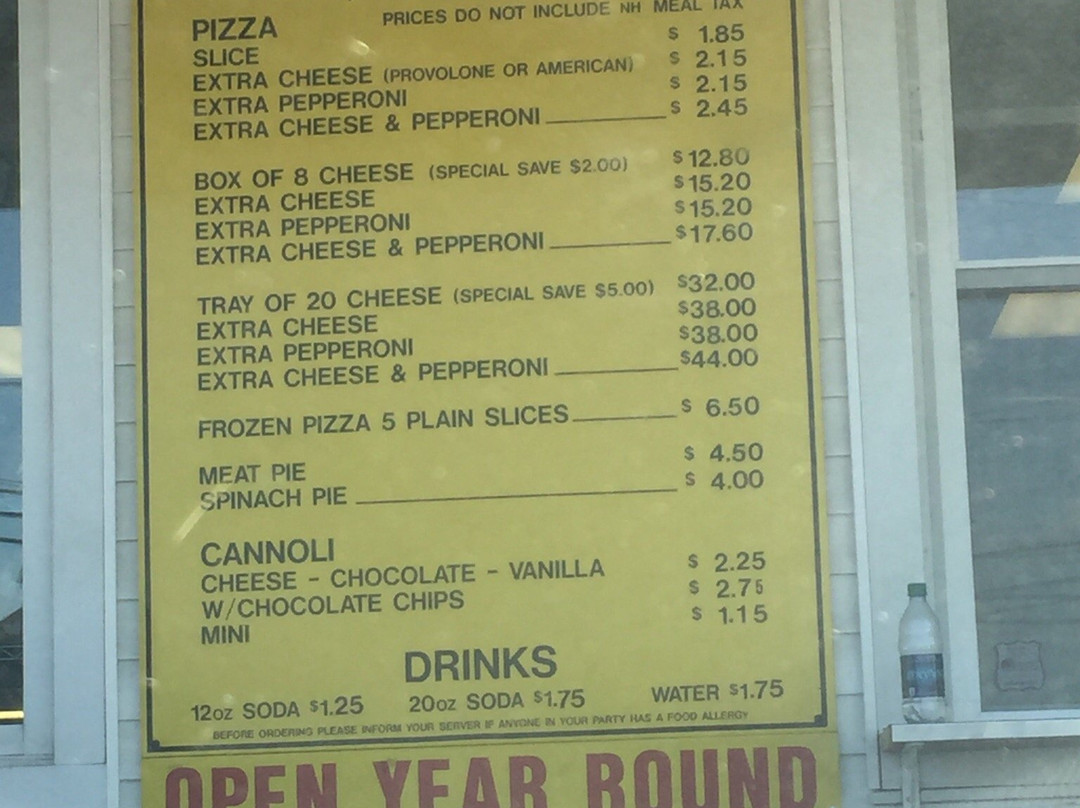 PRICES DO NOT INCLUDE NH MEAL TAX
PIZZA
SLICE $ 1.85
EXTRA CHEESE (PROVOLONE OR AMERICAN) $ 2.15
EXTRA PEPPERONI $ 2.15
EXTRA CHEESE & PEPPERONI $ 2.45
BOX OF 8 CHEESE (SPECIAL SAVE $2.00) $12.80
EXTRA CHEESE $15.20
EXTRA PEPPERONI $15.20
EXTRA CHEESE & PEPPERONI $17.60
TRAY OF 20 CHEESE (SPECIAL SAVE $5.00) $32.00
EXTRA CHEESE $38.00
EXTRA PEPPERONI $38.00
EXTRA CHEESE & PEPPERONI $44.00
FROZEN PIZZA 5 PLAIN SLICES $ 6.50
MEAT PIE $ 4.50
SPINACH PIE $ 4.00
CANNOLI
CHEESE - CHOCOLATE - VANILLA $ 2.25
W/CHOCOLATE CHIPS $ 2.75
MINI $ 1.15
DRINKS
12oz SODA $1.25 20oz SODA $1.75 WATER $1.75
BEFORE ORDERING PLEASE INFORM YOUR SERVER IF ANYONE IN YOUR PARTY HAS A FOOD ALLERGY
OPEN YEAR ROUND